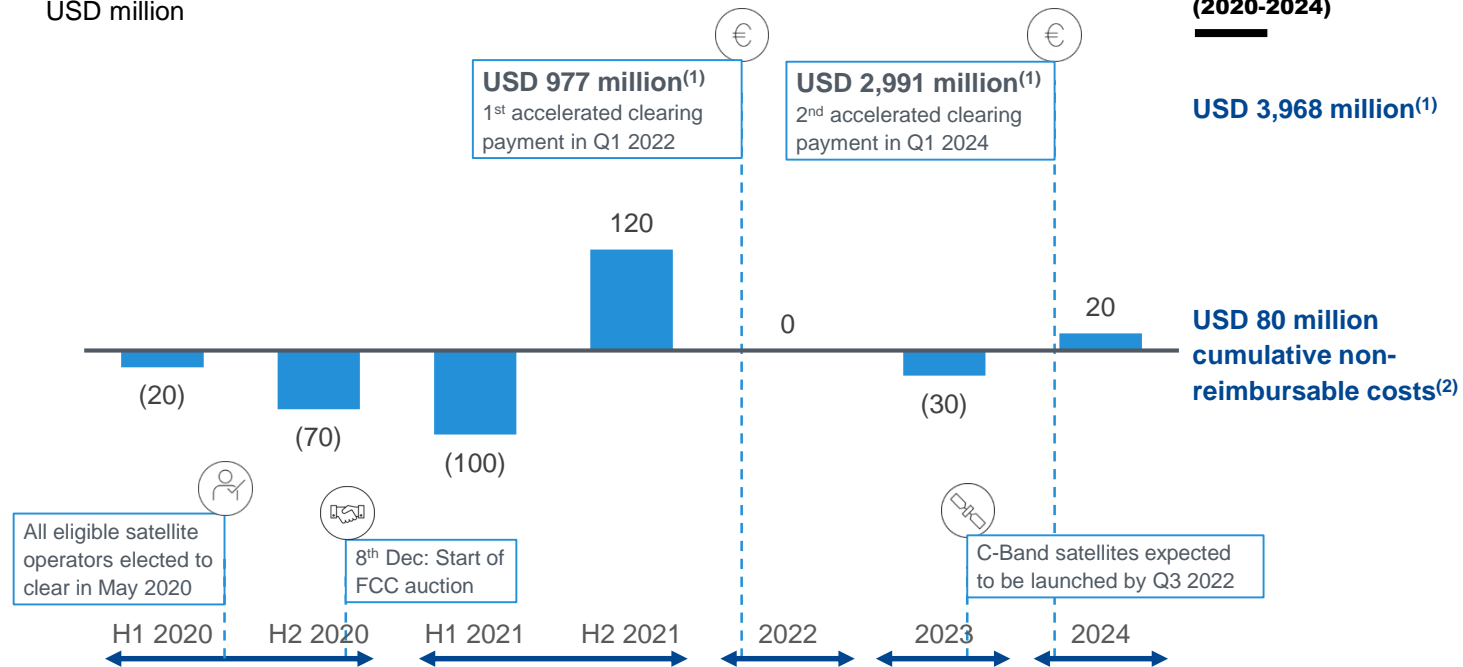 USD million
(2020-2024)
€
€
USD 977 million(1)
1st accelerated clearing
payment in Q1 2022
USD 2,991 million(1)
2nd accelerated clearing
payment in Q1 2024
USD 3,968 million(1)
120
0
20
(20)
(70)
(100)
(30)
USD 80 million
cumulative non-
reimbursable costs(2)
All eligible satellite
operators elected to
clear in May 2020
8th Dec: Start of
FCC auction
C-Band satellites expected
to be launched by Q3 2022
H1 2020 H2 2020 H1 2021 H2 2021 2022 2023 2024